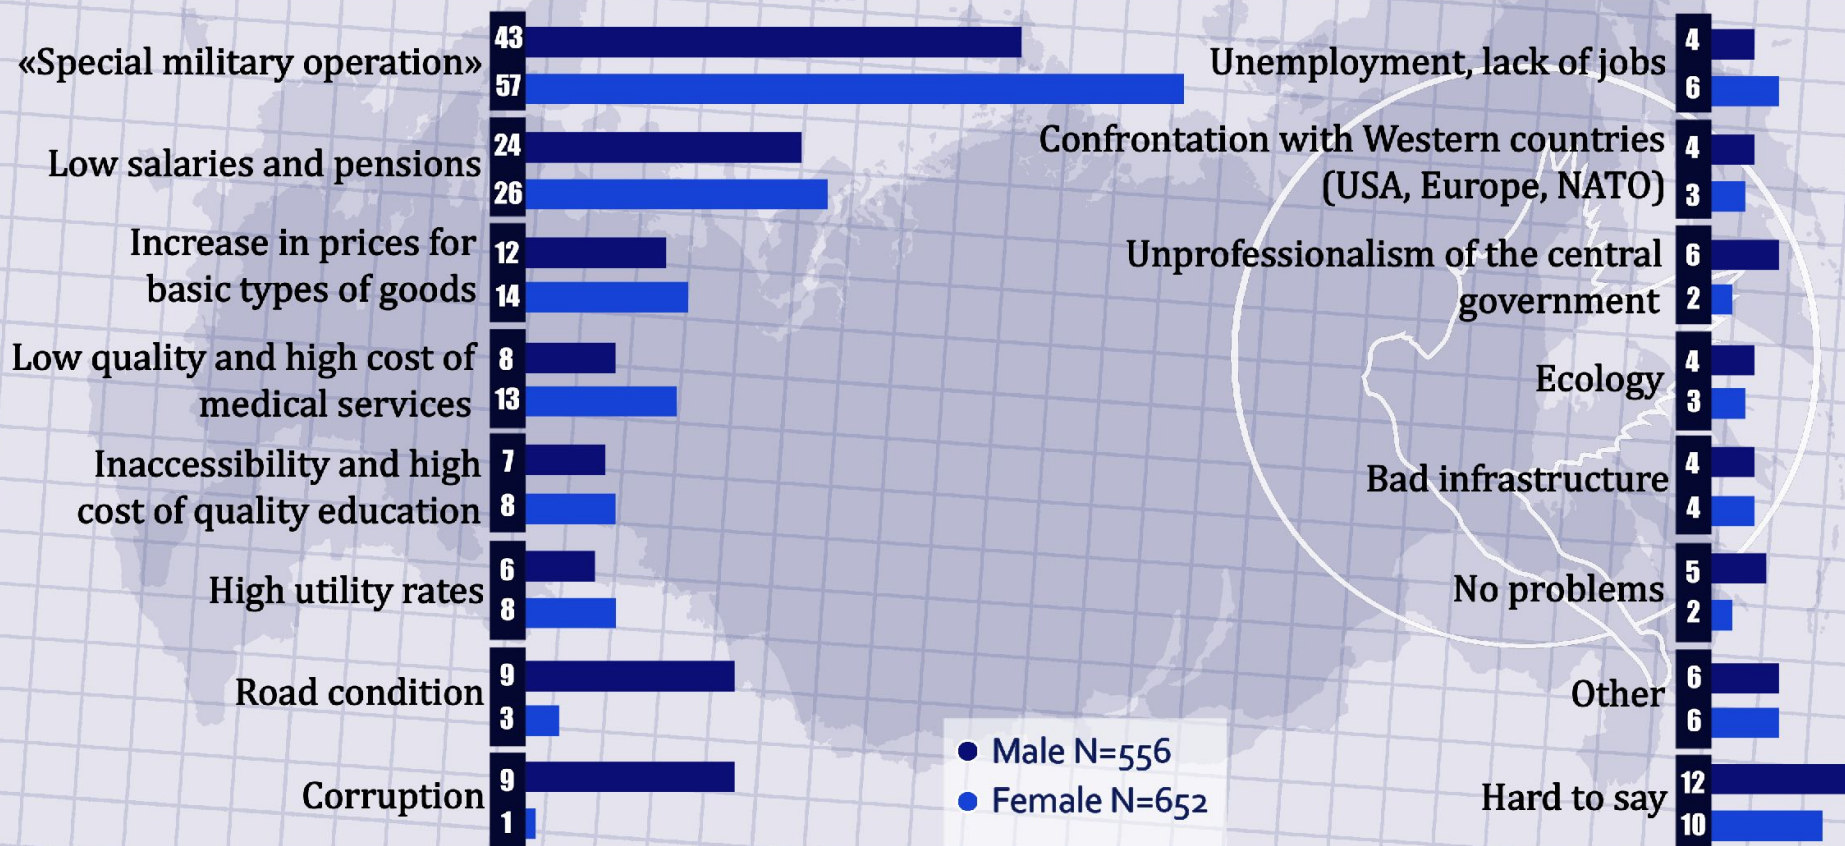 «Special military operation»
43
57
Low salaries and pensions
24
26
Increase in prices for
basic types of goods
12
14
Low quality and high cost of
medical services
8
13
Inaccessibility and high
cost of quality education
7
8
High utility rates
6
8
Road condition
9
3
Corruption
9
1
Unemployment, lack of jobs
4
6
Confrontation with Western countries
(USA, Europe, NATO)
4
3
Unprofessionalism of the central
government
6
2
Ecology
4
3
Bad infrastructure
4
4
No problems
5
2
Other
6
6
Hard to say
12
10
Male N=556
Female N=652